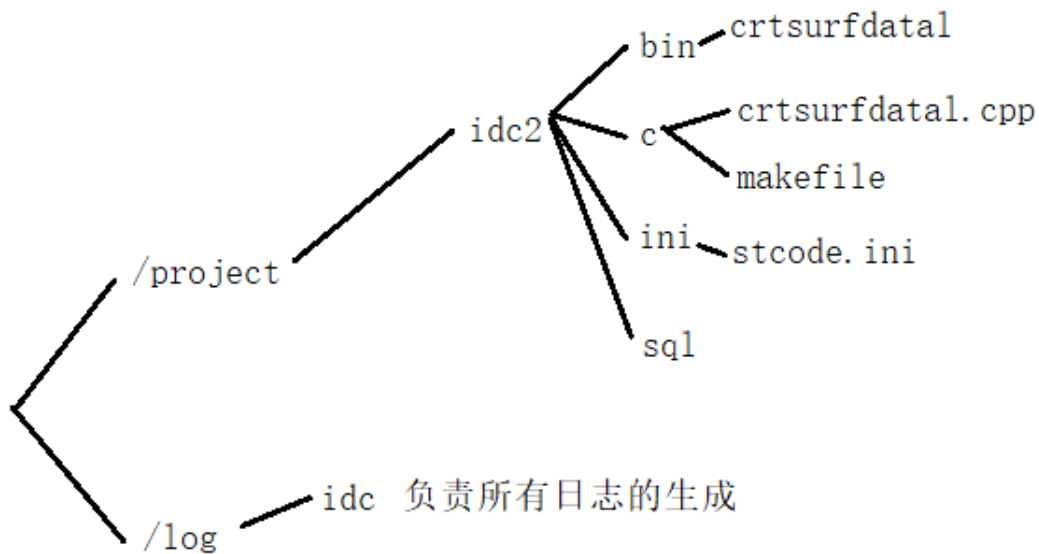 bin
crtsurfdatal
idc2
c
crtsurfdatal.cpp
makefile
ini
stcode.ini
/project
sql
idc 负责所有日志的生成
/log